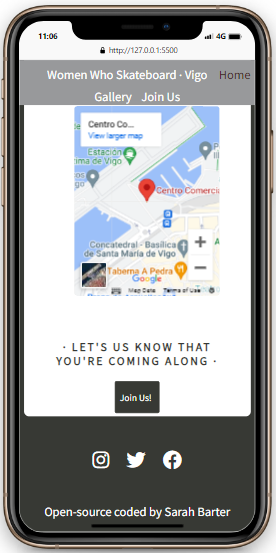 11:06 4G
http://127.0.0.1:5500
Women Who Skateboard · Vigo Home
Gallery Join Us
Centro Co...
View larger map
Estación
rima de Vigo
Centro Comercia
Concatedral - Basílica
de Santa María de Vigo
Taberna A Pedra
Google
Map Data Terms of Use
· LET'S US KNOW THAT
YOU'RE COMING ALONG ·
Join Us!
Open-source coded by Sarah Barter